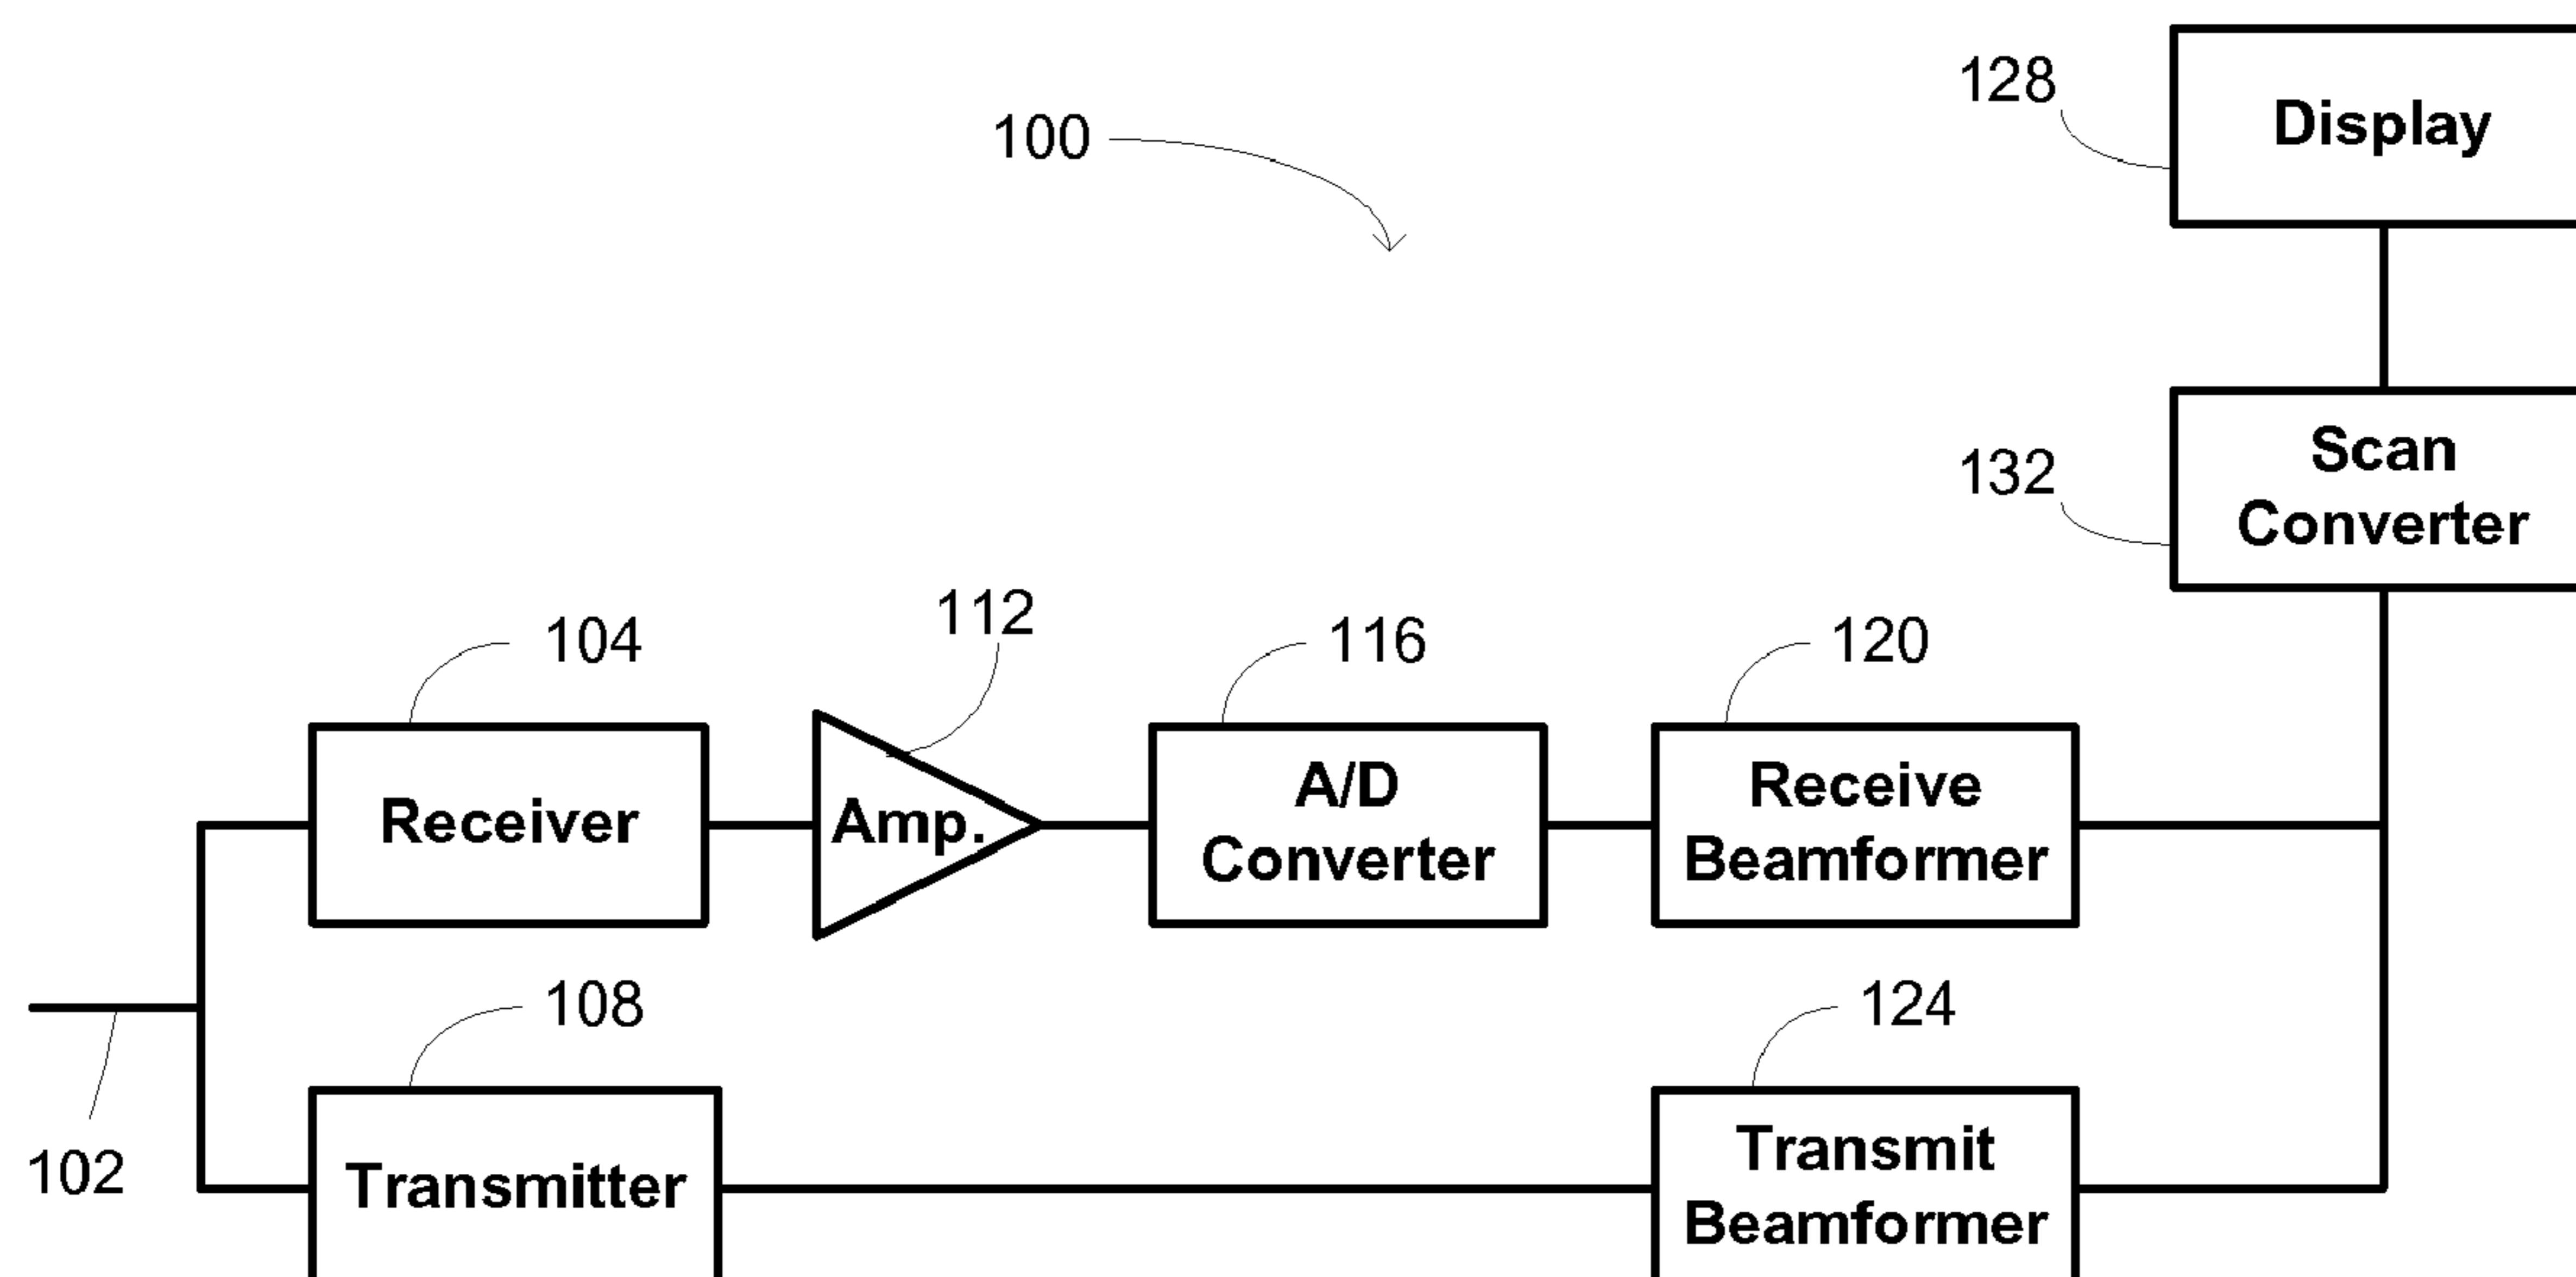 128
Display
100
132
Scan
Converter
112
104
116
120
Receiver
Amp.
A/D
Converter
Receive
Beamformer
108
124
102
Transmitter
Transmit
Beamformer